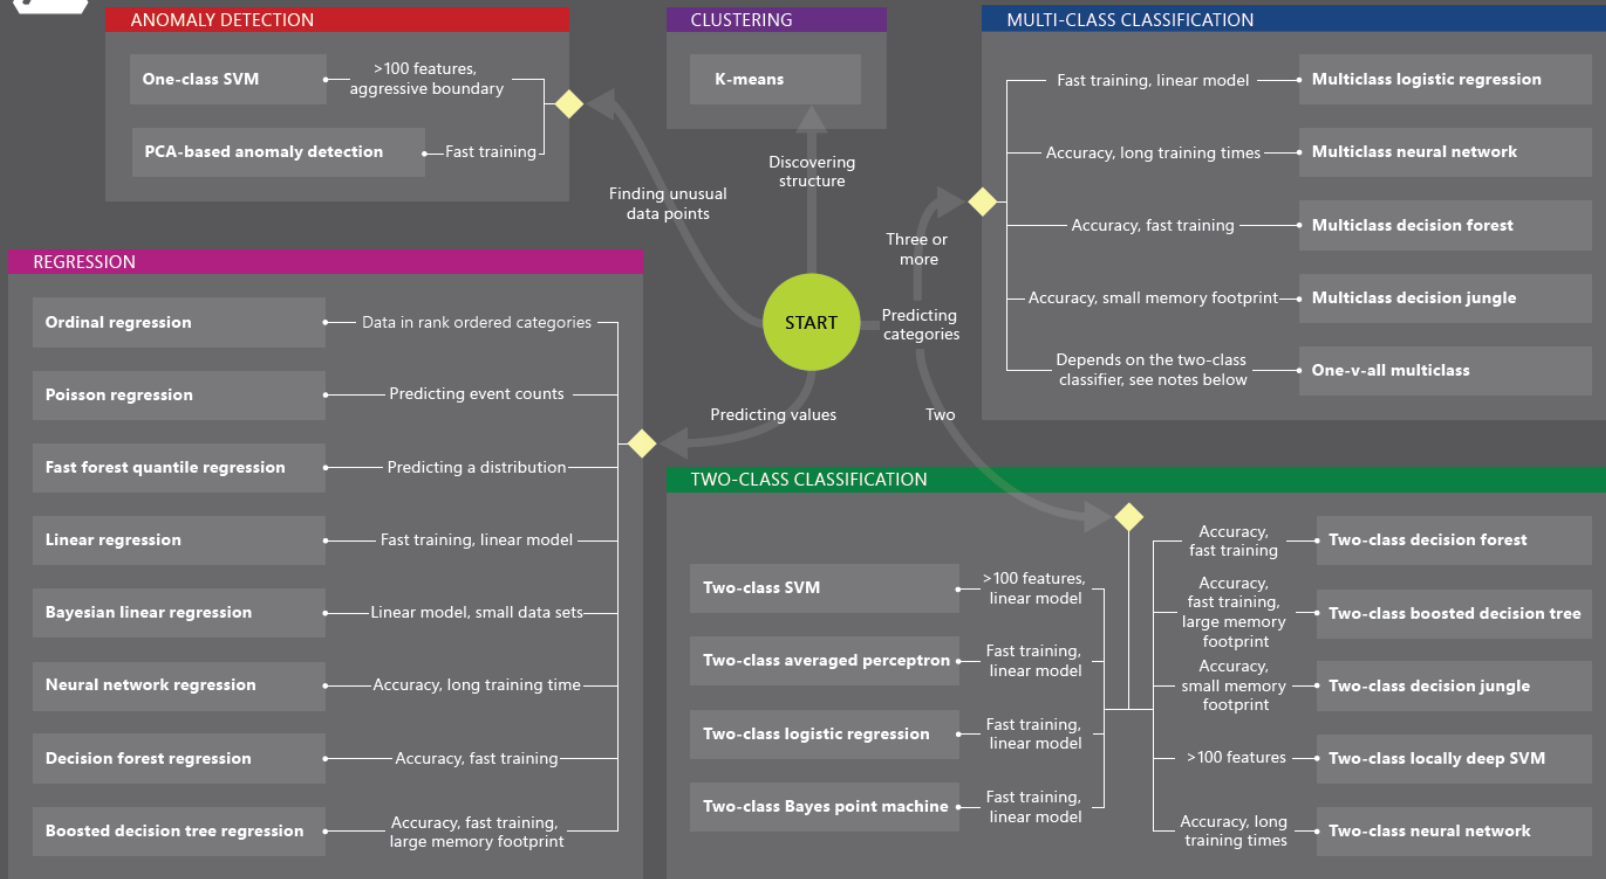 ANOMALY DETECTION
One-class SVM
>100 features,
aggressive boundary
PCA-based anomaly detection
Fast training
CLUSTERING
K-means
MULTI-CLASS CLASSIFICATION
Fast training, linear model
Multiclass logistic regression
Accuracy, long training times
Multiclass neural network
Accuracy, fast training
Multiclass decision forest
Accuracy, small memory footprint
Multiclass decision jungle
Depends on the two-class
classifier, see notes below
One-v-all multiclass
Finding unusual
data points
Discovering
structure
Three or
more
START
Predicting
categories
Predicting values
Two
REGRESSION
Ordinal regression
Data in rank ordered categories
Poisson regression
Predicting event counts
Fast forest quantile regression
Predicting a distribution
Linear regression
Fast training, linear model
Bayesian linear regression
Linear model, small data sets
Neural network regression
Accuracy, long training time
Decision forest regression
Accuracy, fast training
Boosted decision tree regression
Accuracy, fast training,
large memory footprint
TWO-CLASS CLASSIFICATION
Two-class SVM
>100 features,
linear model
Two-class averaged perceptron
Fast training,
linear model
Two-class logistic regression
Fast training,
linear model
Two-class Bayes point machine
Fast training,
linear model
Accuracy,
fast training
Two-class decision forest
Accuracy,
fast training,
large memory
footprint
Two-class boosted decision tree
Accuracy,
small memory
footprint
Two-class decision jungle
>100 features
Two-class locally deep SVM
Accuracy, long
training times
Two-class neural network